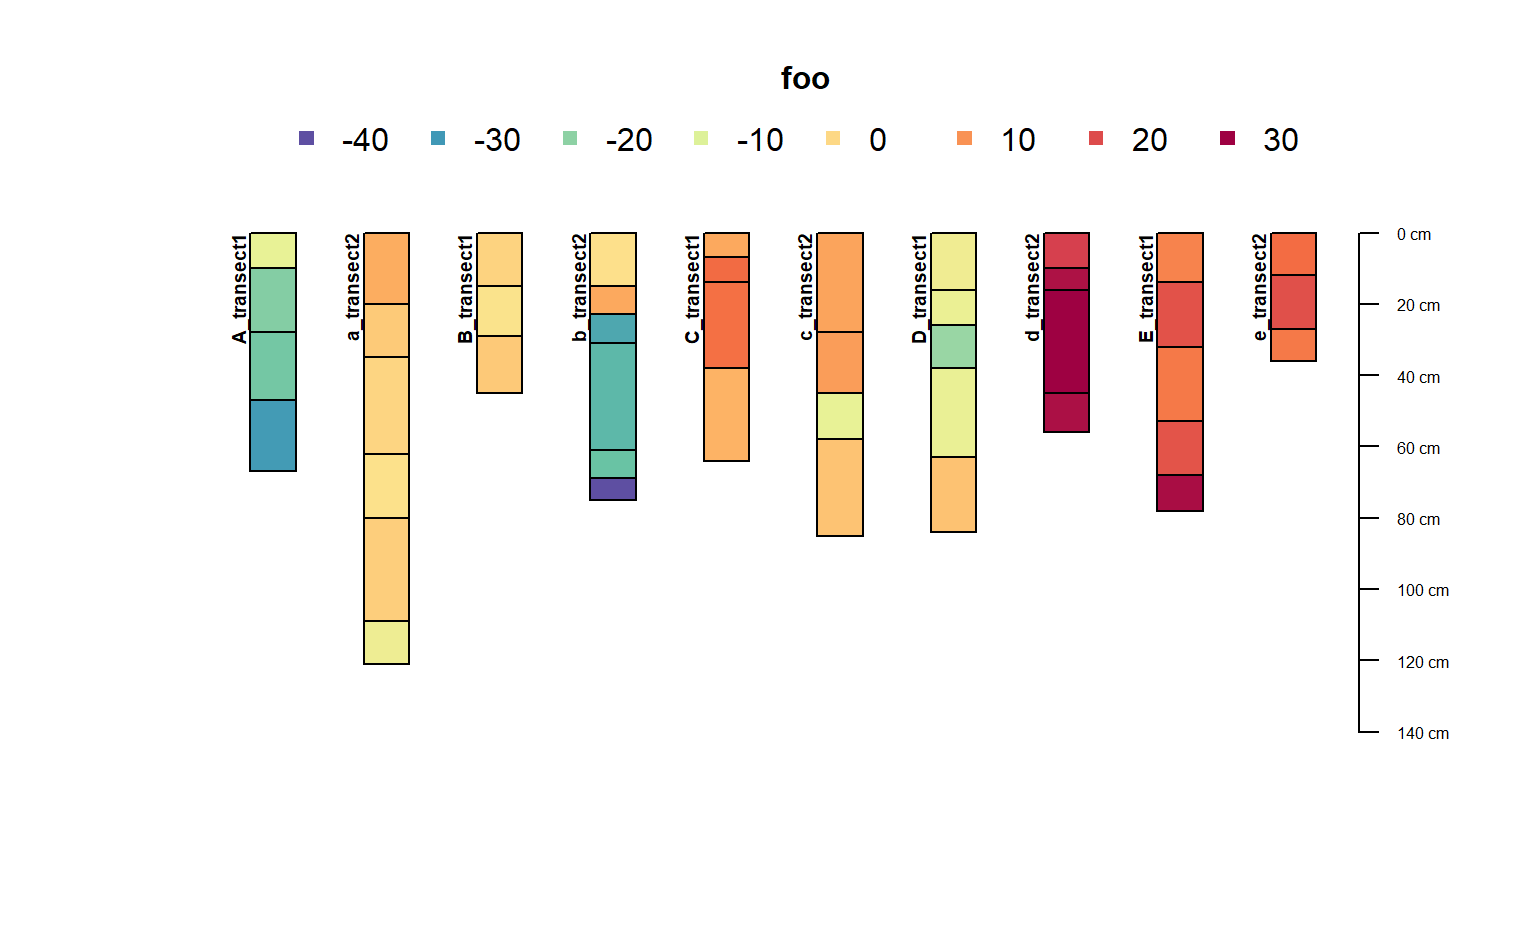 foo
-40 -30 -20 -10 0 10 20 30
A_transect1
a_transect2
B_transect1
b_transect2
C_transect1
c_transect2
D_transect1
d_transect2
E_transect1
e_transect2
0 cm
20 cm
40 cm
60 cm
80 cm
100 cm
120 cm
140 cm